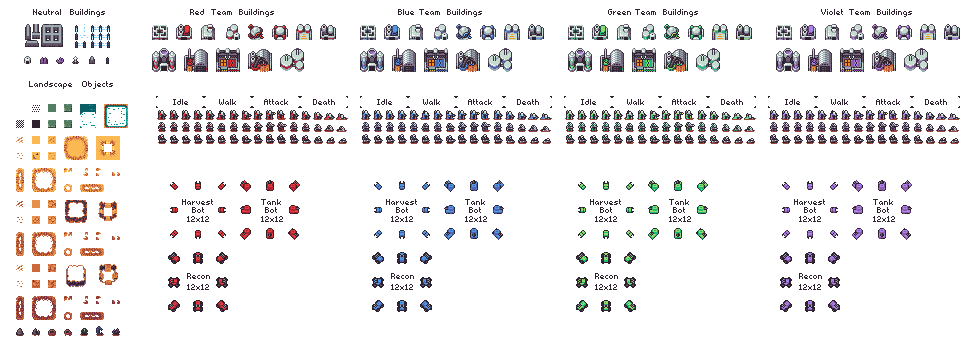 Neutral Buildings
Red Team Buildings
Blue Team Buildings
Green Team Buildings
Violet Team Buildings
Landscape Objects
Idle Walk Attack Death
Idle Walk Attack Death
Idle Walk Attack Death
Idle Walk Attack Death
Harvest
Bot
12x12
Tank
Bot
12x12
Harvest
Bot
12x12
Tank
Bot
12x12
Harvest
Bot
12x12
Tank
Bot
12x12
Harvest
Bot
12x12
Tank
Bot
12x12
Recon
12x12
Recon
12x12
Recon
12x12
Recon
12x12